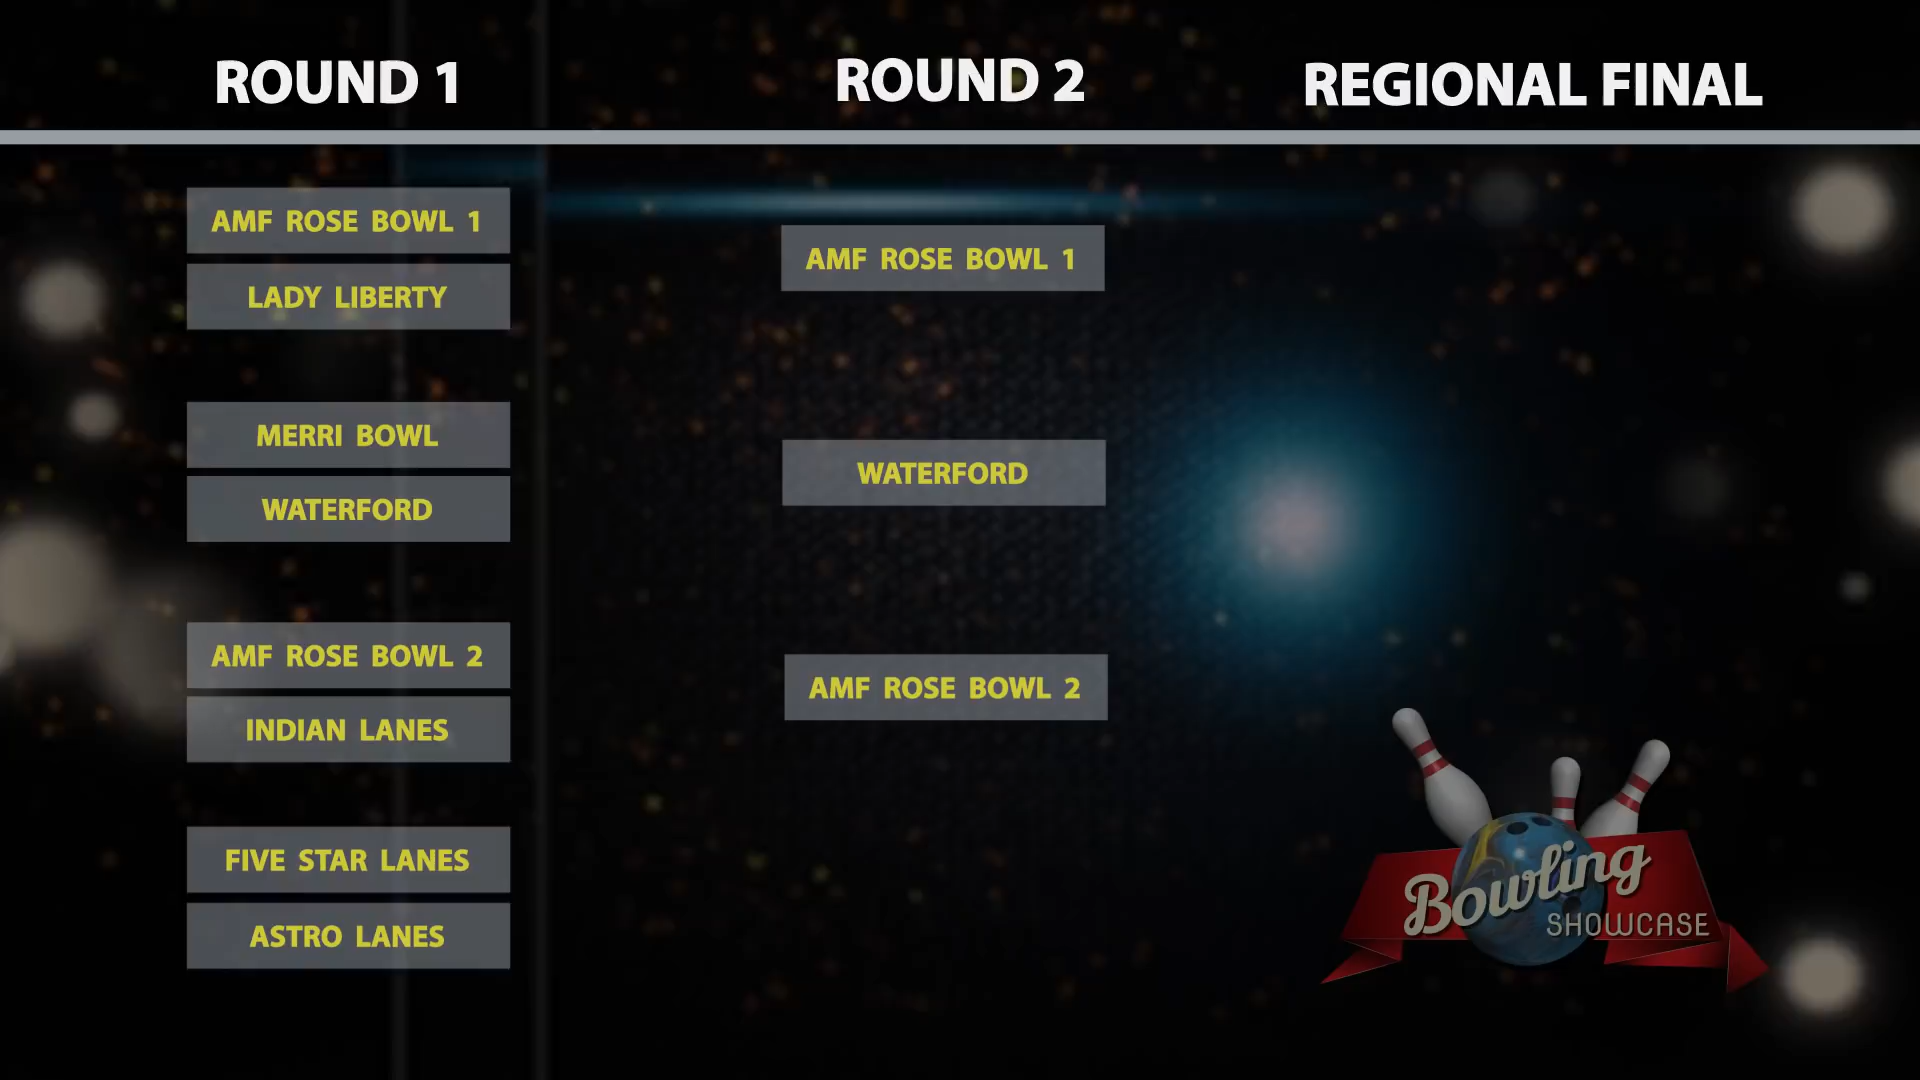 ROUND 1
ROUND 2
REGIONAL FINAL
AMF ROSE BOWL 1
LADY LIBERTY
MERRI BOWL
WATERFORD
AMF ROSE BOWL 2
INDIAN LANES
FIVE STAR LANES
ASTRO LANES
AMF ROSE BOWL 1
WATERFORD
AMF ROSE BOWL 2
Bowling
SHOWCASE